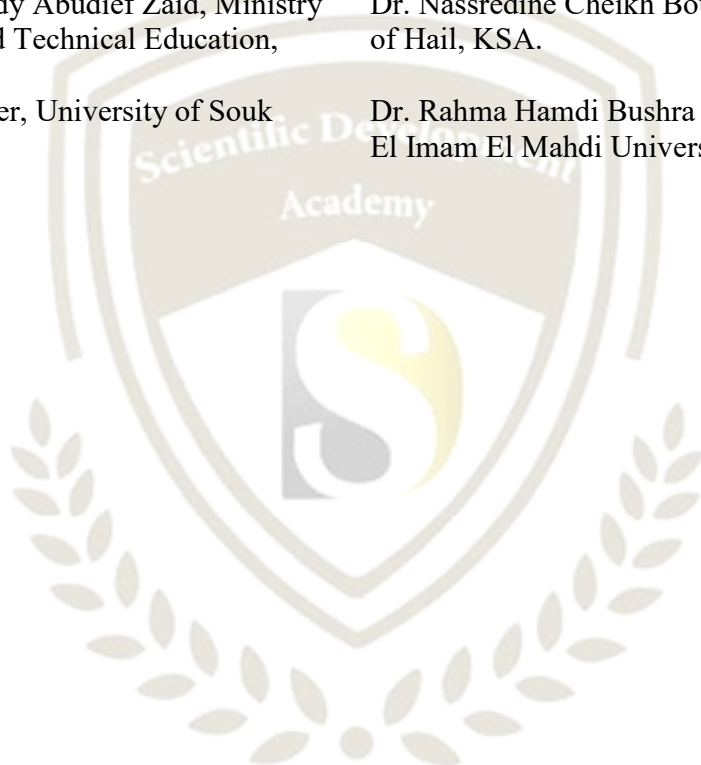 dy Abudief Zaid, Ministry
d Technical Education,
er, University of Souk
Dr. Nassredine Cheikh Bou
of Hail, KSA.
Dr. Rahma Hamdi Bushra
El Imam El Mahdi Univers
Scientific Development
Academy